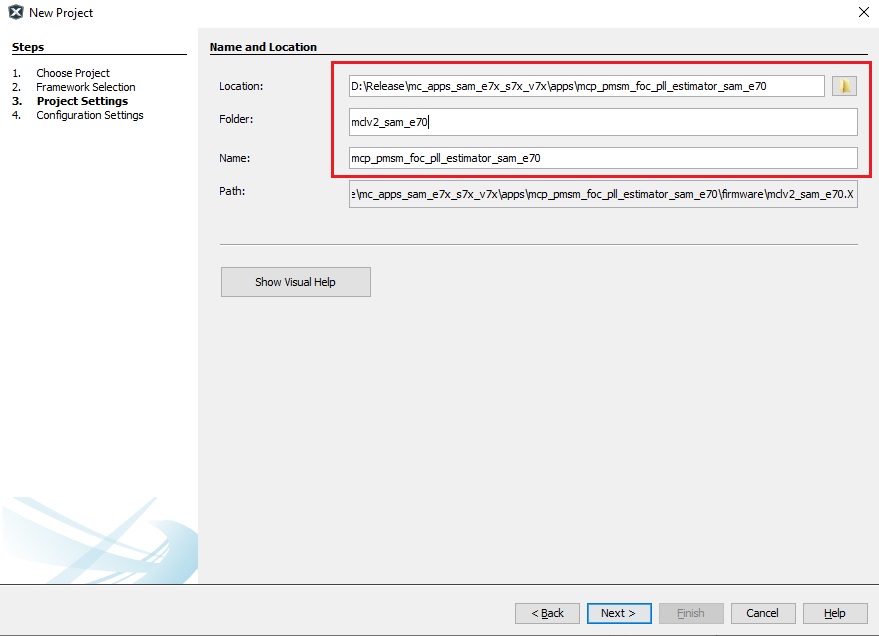 New Project
Steps
1. Choose Project
2. Framework Selection
3. Project Settings
4. Configuration Settings
Name and Location
Location: D:\Release\mc_apps_sam_e7x_s7x_v7x\apps\mcp_pmsm_foc_pll_estimator_sam_e70
Folder: mclv2_sam_e70
Name: mcp_pmsm_foc_pll_estimator_sam_e70
Path: e\mc_apps_sam_e7x_s7x_v7x\apps\mcp_pmsm_foc_pll_estimator_sam_e70\firmware\mclv2_sam_e70.X
Show Visual Help
< Back Next > Finish Cancel Help